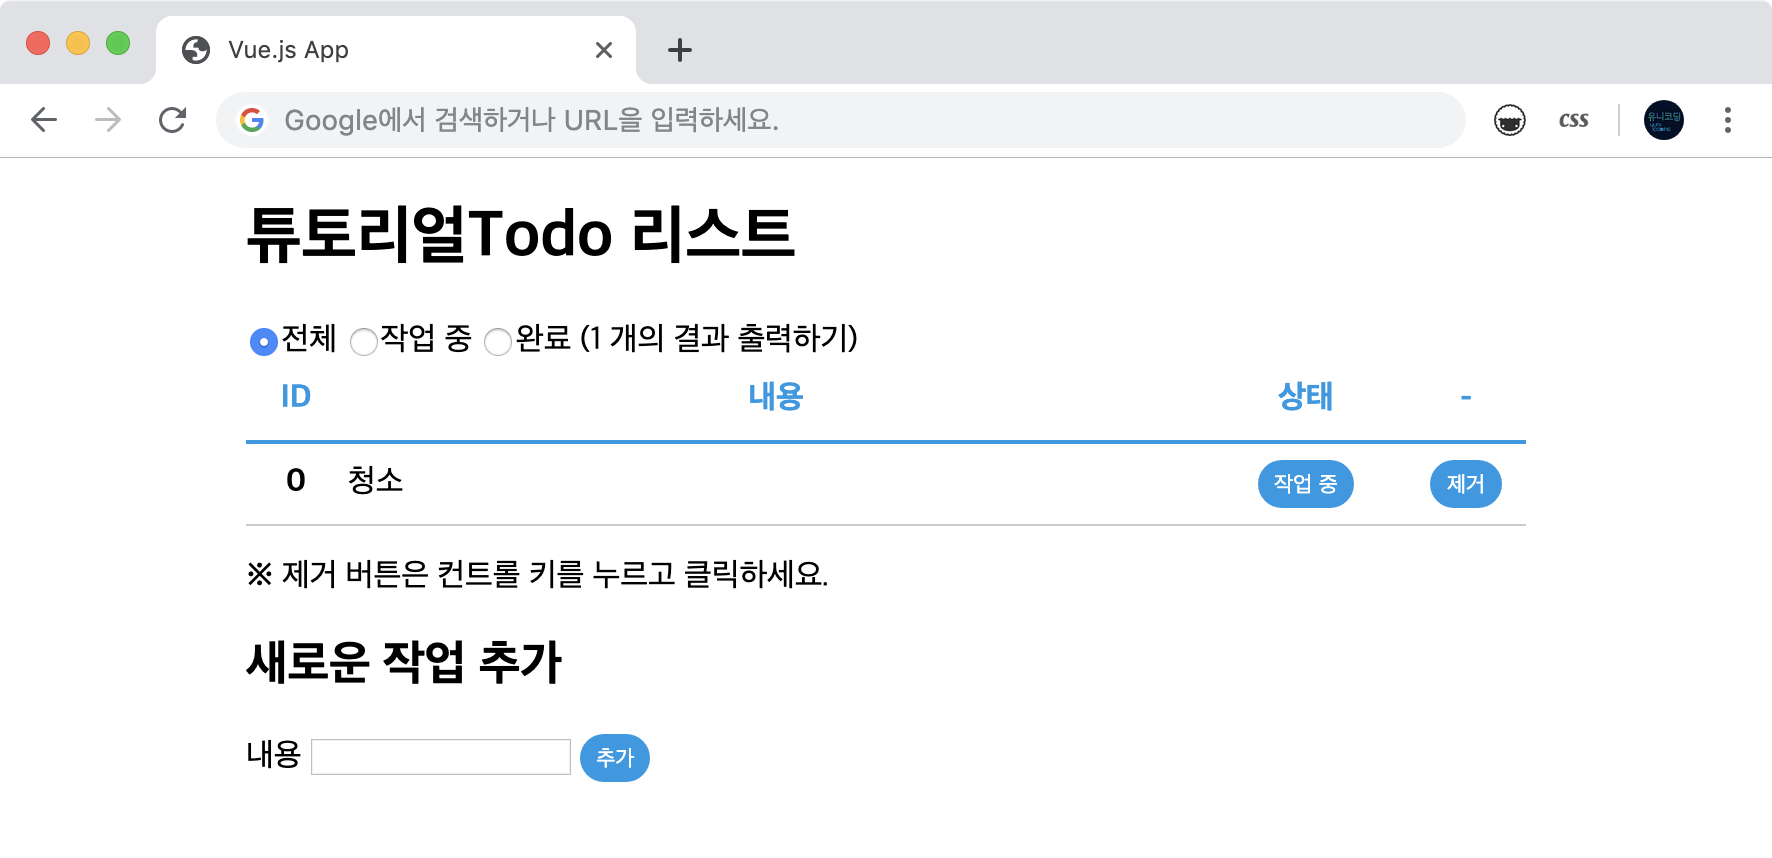 Vue.js App
Google에서 검색하거나 URL을 입력하세요.
css
유니코딩
튜토리얼Todo 리스트
전체 작업 중 완료 (1 개의 결과 출력하기)
ID 내용 상태 -
0 청소 작업 중 제거
※ 제거 버튼은 컨트롤 키를 누르고 클릭하세요.
새로운 작업 추가
내용 추가